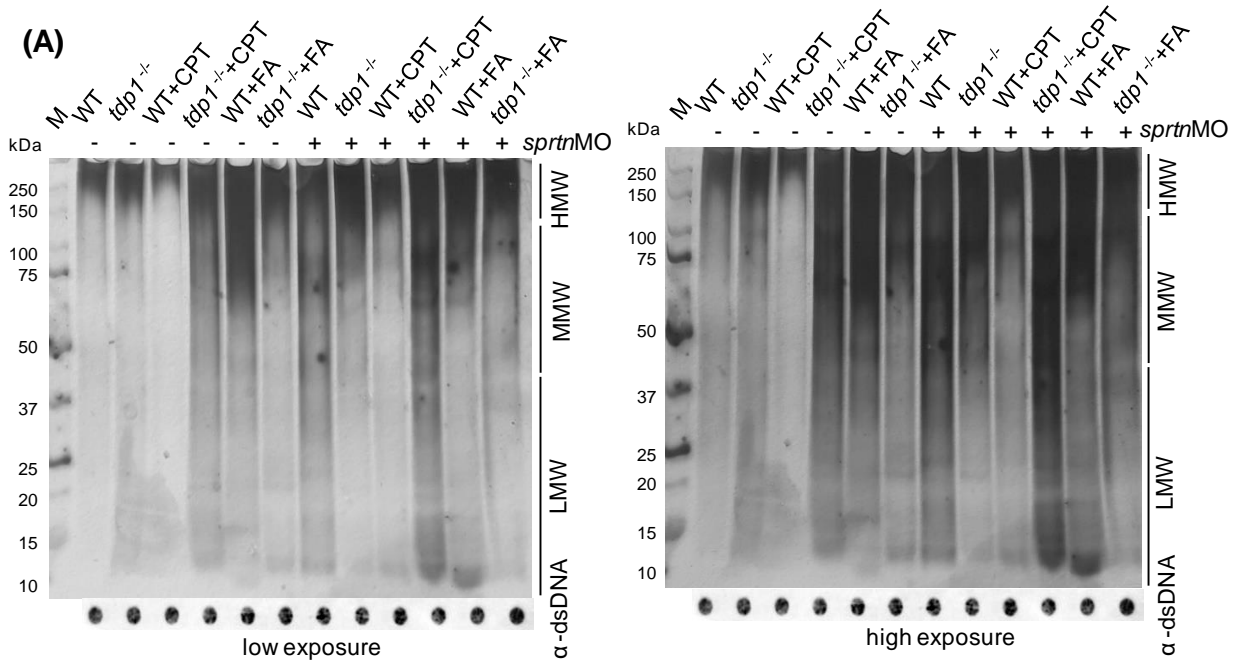 (A)
M WT tdp1 -/- WT+CPT tdp1 -/-+CPT WT+FA tdp1 -/-+FA WT tdp1 -/- WT+CPT tdp1 -/-+CPT WT+FA tdp1 -/-+FA
kDa - - - - - - + + + + + + sprtnMO
250
150
100
75
50
37
25
20
15
10
HMW
MMW
LMW
α-dsDNA
low exposure
M WT tdp1 -/- WT+CPT tdp1 -/-+CPT WT+FA tdp1 -/-+FA WT tdp1 -/- WT+CPT tdp1 -/-+CPT WT+FA tdp1 -/-+FA
kDa - - - - - - + + + + + + sprtnMO
250
150
100
75
50
37
25
20
15
10
HMW
MMW
LMW
α-dsDNA
high exposure